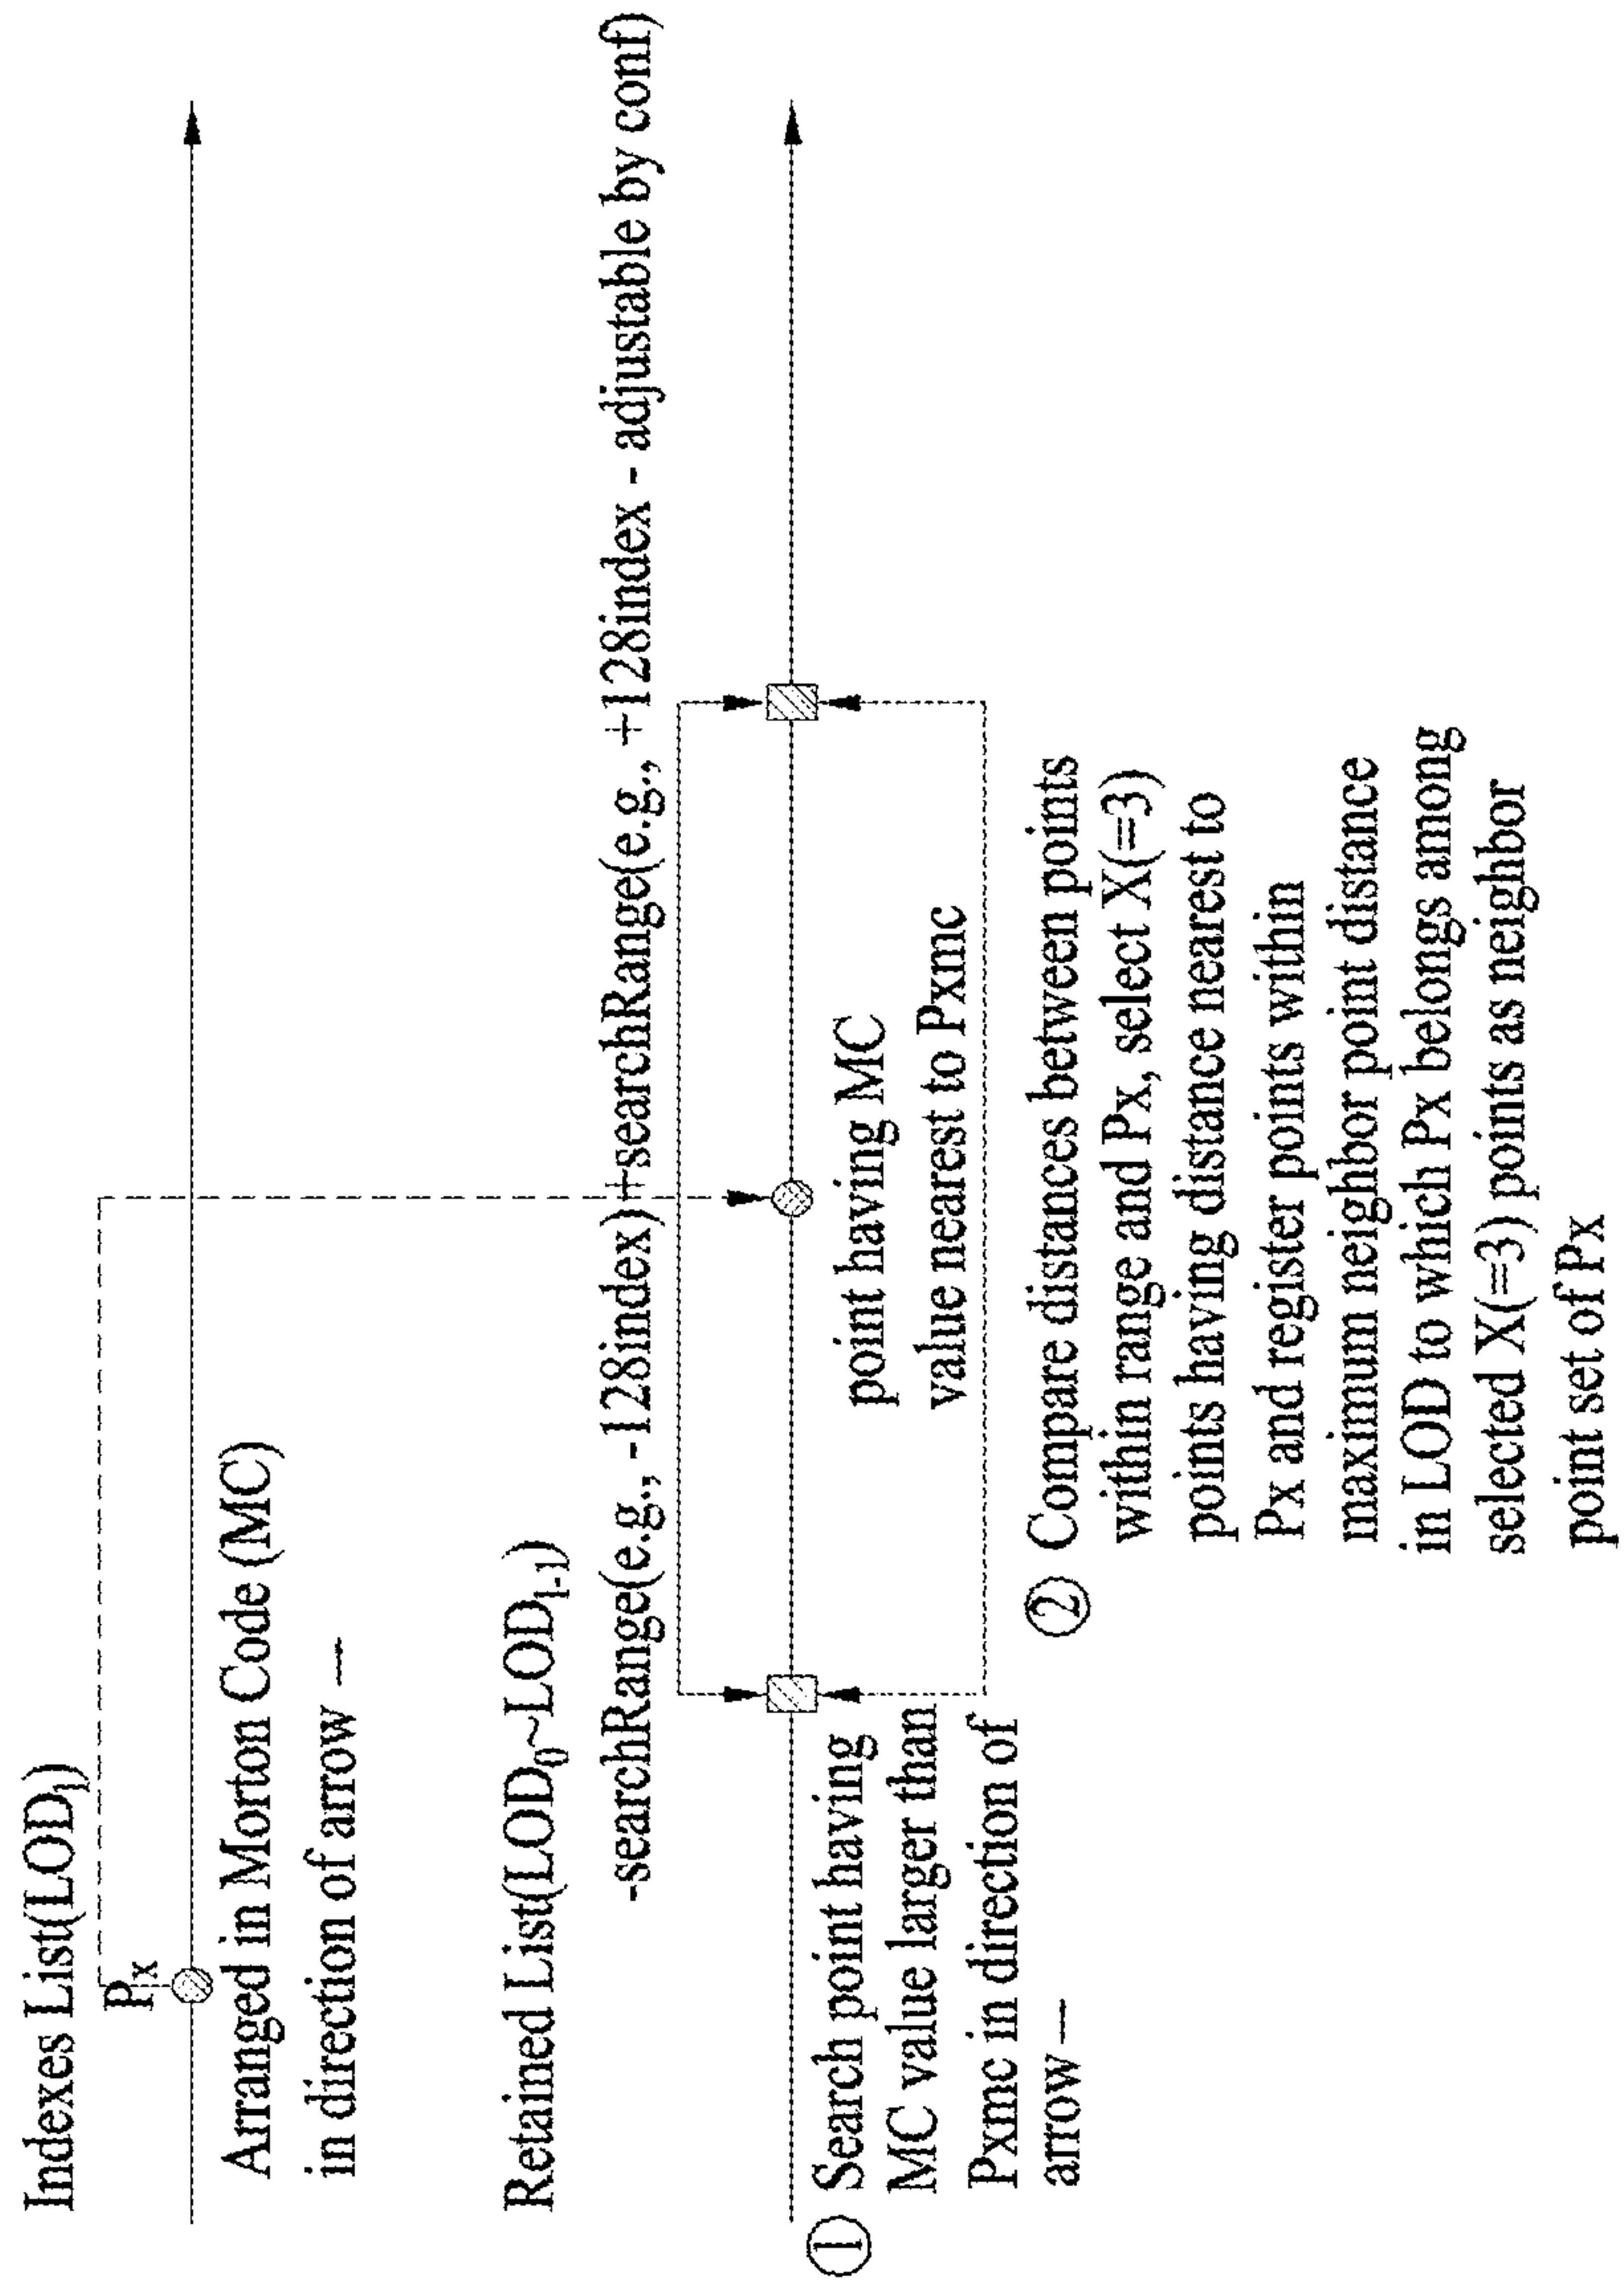 Indexes List(LODl)
Px
Arranged in Morton Code (MC)
in direction of arrow —
Retained List(LOD0~LODl-1)
-searchRange(e.g., -128index)+searchRange(e.g., +128index - adjustable by conf)
① Search point having
MC value larger than
Pxmc in direction of
arrow —
point having MC
value nearest to Pxmc
② Compare distances between points
within range and Px, select X(=3)
points having distance nearest to
Px and register points within
maximum neighbor point distance
in LOD to which Px belongs among
selected X(=3) points as neighbor
point set of Px